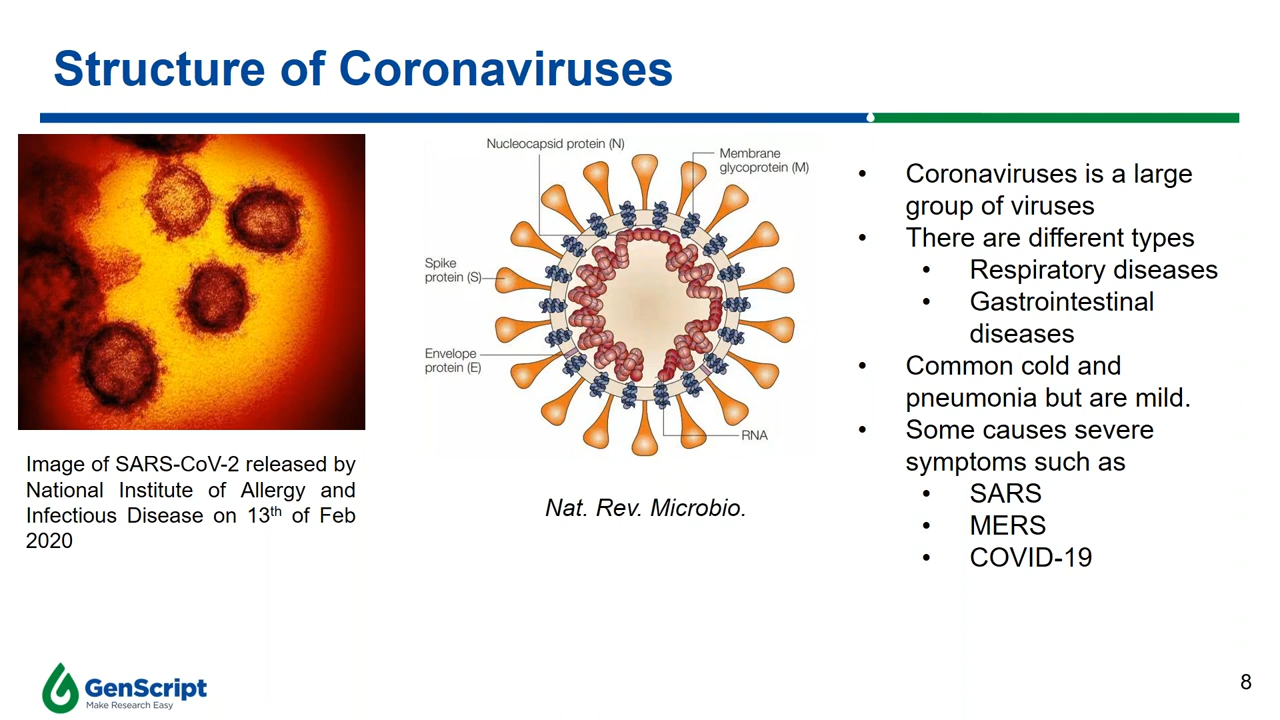 Structure of Coronaviruses
Nucleocapsid protein (N)
Membrane
glycoprotein (M)
Spike
protein (S)
Envelope
protein (E)
RNA
Image of SARS-CoV-2 released by
National Institute of Allergy and
Infectious Disease on 13th of Feb
2020
Nat. Rev. Microbio.
• Coronaviruses is a large
group of viruses
• There are different types
• Respiratory diseases
• Gastrointestinal
diseases
• Common cold and
pneumonia but are mild.
• Some causes severe
symptoms such as
• SARS
• MERS
• COVID-19
GenScript
Make Research Easy
8